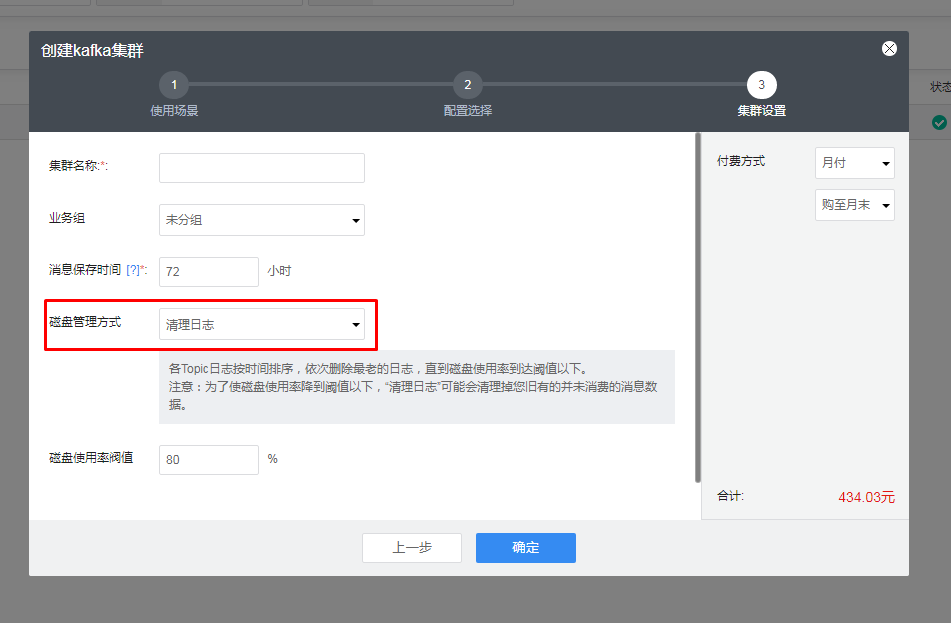 创建kafka集群
1
2
3
使用场景
配置选择
集群设置
状态
集群名称:*:
业务组
未分组
消息保存时间 [?]*:
72
小时
磁盘管理方式
清理日志
各Topic日志按时间排序，依次删除最老的日志，直到磁盘使用率到达阈值以下。
注意：为了使磁盘使用率降到阈值以下，“清理日志”可能会清理掉您旧有的并未消费的消息数
据。
磁盘使用率阀值
80
%
付费方式
月付
购至月末
合计:
434.03元
上一步
确定